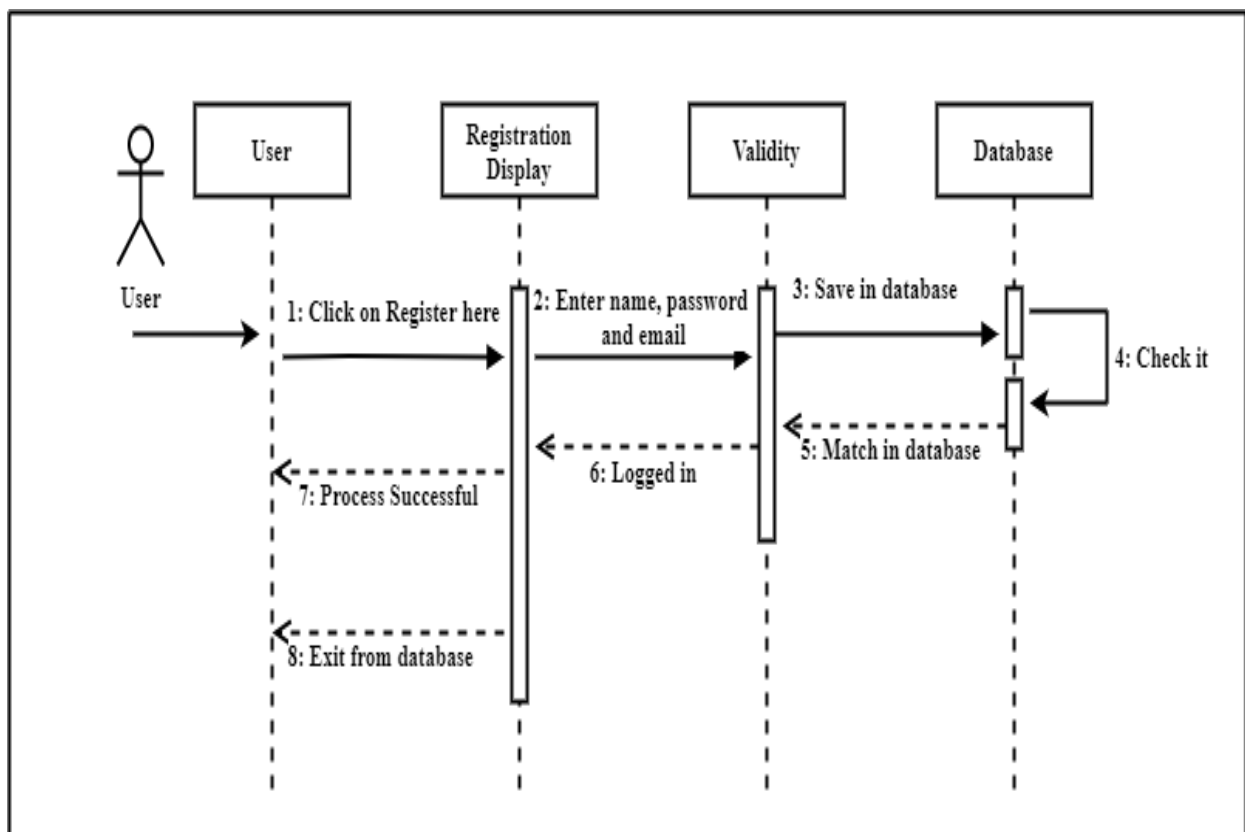 User
Registration
Display
Validity
Database
User
1: Click on Register here
2: Enter name, password
and email
3: Save in database
4: Check it
5: Match in database
6: Logged in
7: Process Successful
8: Exit from database